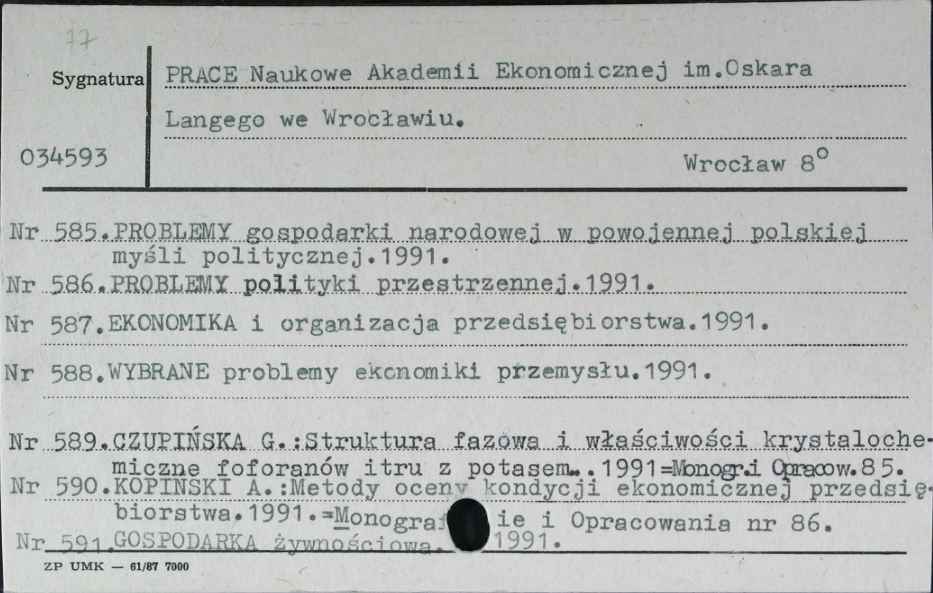 77
Sygnatura
PRACE Naukowe Akademii Ekonomicznej im.Oskara
Langego we Wrocławiu.
034593
Wrocław 8°
Nr 585.PROBLEMY gospodarki narodowej w powojennej polskiej
myśli politycznej.1991.
Nr 586.PROBLEMY polityki przestrzennej.1991.
Nr 587.EKONOMIKA i organizacja przedsiębiorstwa.1991.
Nr 588.WYBRANE problemy ekonomiki przemysłu.1991.
Nr 589.CZUPIŃSKA G.:Struktura fazowa i właściwości krystaloche-
miczne foforanów itru z potasem..1991=Monogr.i Opracow.85.
Nr 590.KOPINSKI A.:Metody oceny kondycji ekonomicznej przedsię-
biorstwa.1991.=Monograf ie i Opracowania nr 86.
Nr 591.GOSPODARKA żywnościowa. 1991.
ZP UMK — 61/87 7000